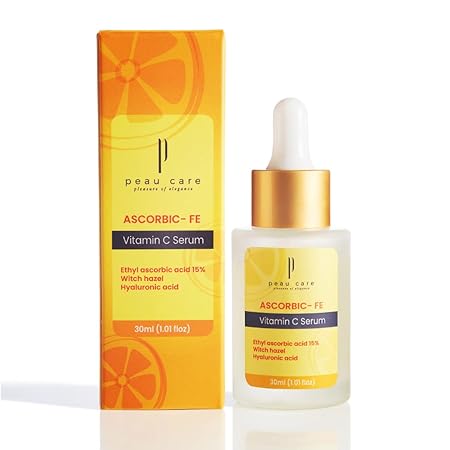 peau care
pleasure of elegance
ASCORBIC- FE
Vitamin C Serum
Ethyl ascorbic acid 15%
Witch hazel
Hyaluronic acid
30ml (1.01 floz)
peau care
pleasure of elegance
ASCORBIC- FE
Vitamin C Serum
Ethyl ascorbic acid 15%
Witch hazel
Hyaluronic acid
30ml (1.01 floz)